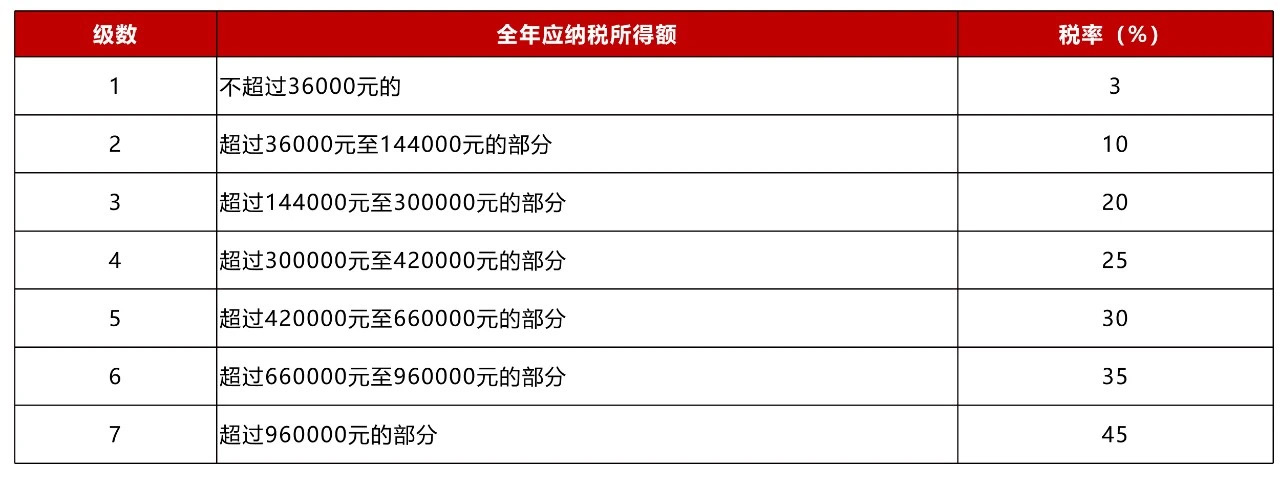 级数 全年应纳税所得额 税率（%）
1 不超过36000元的 3
2 超过36000元至144000元的部分 10
3 超过144000元至300000元的部分 20
4 超过300000元至420000元的部分 25
5 超过420000元至660000元的部分 30
6 超过660000元至960000元的部分 35
7 超过960000元的部分 45